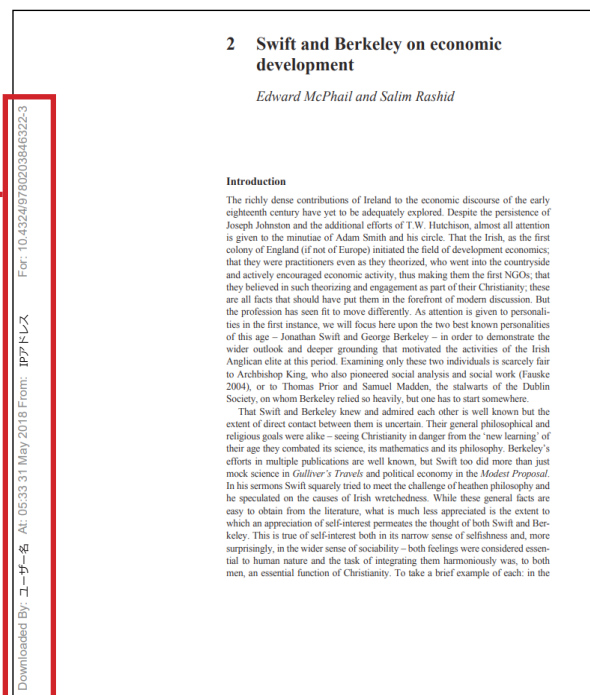 2 Swift and Berkeley on economic
development
Edward McPhail and Salim Rashid
Introduction
The richly dense contributions of Ireland to the economic discourse of the early
eighteenth century have yet to be adequately explored. Despite the persistence of
Joseph Johnston and the additional efforts of T.W. Hutchison, almost all attention
is given to the minutiae of Adam Smith and his circle. That the Irish, as the first
colony of England (if not of Europe) initiated the field of development economics;
that they were practitioners even as they theorized, who went into the countryside
and actively encouraged economic activity, thus making them the first NGOs; that
they believed in such theorizing and engagement as part of their Christianity; these
are all facts that should have put them in the forefront of modern discussion. But
the profession has seen fit to move differently. As attention is given to personali-
ties in the first instance, we will focus here upon the two best known personalities
of this age – Jonathan Swift and George Berkeley – in order to demonstrate the
wider outlook and deeper grounding that motivated the activities of the Irish
Anglican elite at this period. Examining only these two individuals is scarcely fair
to Archbishop King, who also pioneered social analysis and social work (Fauske
2004), or to Thomas Prior and Samuel Madden, the stalwarts of the Dublin
Society, on whom Berkeley relied so heavily, but one has to start somewhere.
That Swift and Berkeley knew and admired each other is well known but the
extent of direct contact between them is uncertain. Their general philosophical and
religious goals were alike – seeing Christianity in danger from the ‘new learning’ of
their age they combated its science, its mathematics and its philosophy. Berkeley’s
efforts in multiple publications are well known, but Swift too did more than just
mock science in Gulliver’s Travels and political economy in the Modest Proposal.
In his sermons Swift squarely tried to meet the challenge of heathen philosophy and
he speculated on the causes of Irish wretchedness. While these general facts are
easy to obtain from the literature, what is much less appreciated is the extent to
which an appreciation of self-interest permeates the thought of both Swift and Ber-
keley. This is true of self-interest both in its narrow sense of selfishness and, more
surprisingly, in the wider sense of sociability – both feelings were considered essen-
tial to human nature and the task of integrating them harmoniously was, to both
men, an essential function of Christianity. To take a brief example of each: in the
Downloaded By: ユーザー名 At: 05:33 31 May 2018 From: IPアドレス For: 10.4324/9780203846322-3